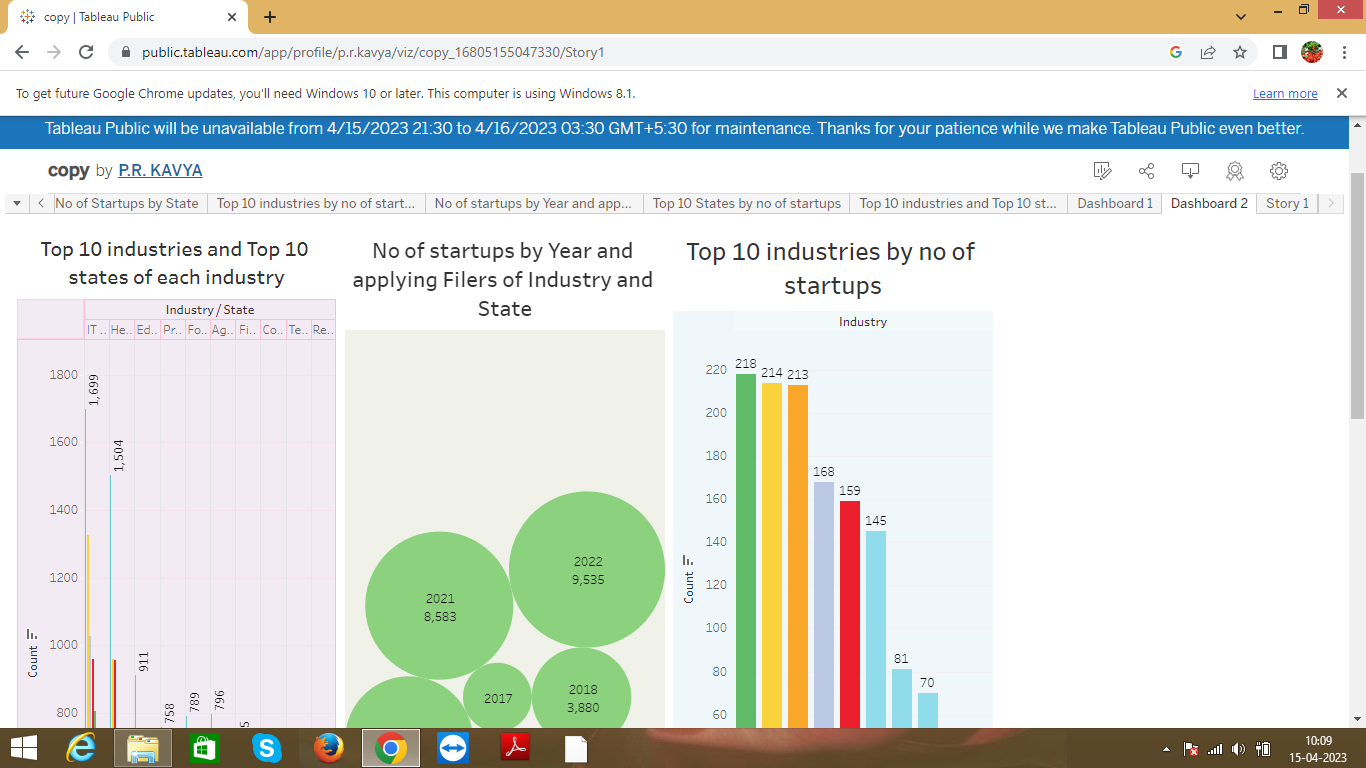 copy | Tableau Public
public.tableau.com/app/profile/p.r.kavya/viz/copy_16805155047330/Story1
To get future Google Chrome updates, you'll need Windows 10 or later. This computer is using Windows 8.1.
Learn more
Tableau Public will be unavailable from 4/15/2023 21:30 to 4/16/2023 03:30 GMT+5:30 for maintenance. Thanks for your patience while we make Tableau Public even better.
copy by P.R. KAVYA
No of Startups by State
Top 10 industries by no of start...
No of startups by Year and app...
Top 10 States by no of startups
Top 10 industries and Top 10 st...
Dashboard 1
Dashboard 2
Story 1
Top 10 industries and Top 10
states of each industry
Industry / State
IT .. He.. Ed.. Pr.. Fo.. Ag.. Fi.. Co.. Te.. Re..
1800
1600
1400
1200
1000
800
Count
1,699
1,504
911
758
789
796
5
No of startups by Year and
applying Filers of Industry and
State
2022
9,535
2021
8,583
2017
2018
3,880
Top 10 industries by no of
startups
Industry
220
200
180
160
140
120
100
80
60
Count
218
214
213
168
159
145
81
70
10:09
15-04-2023